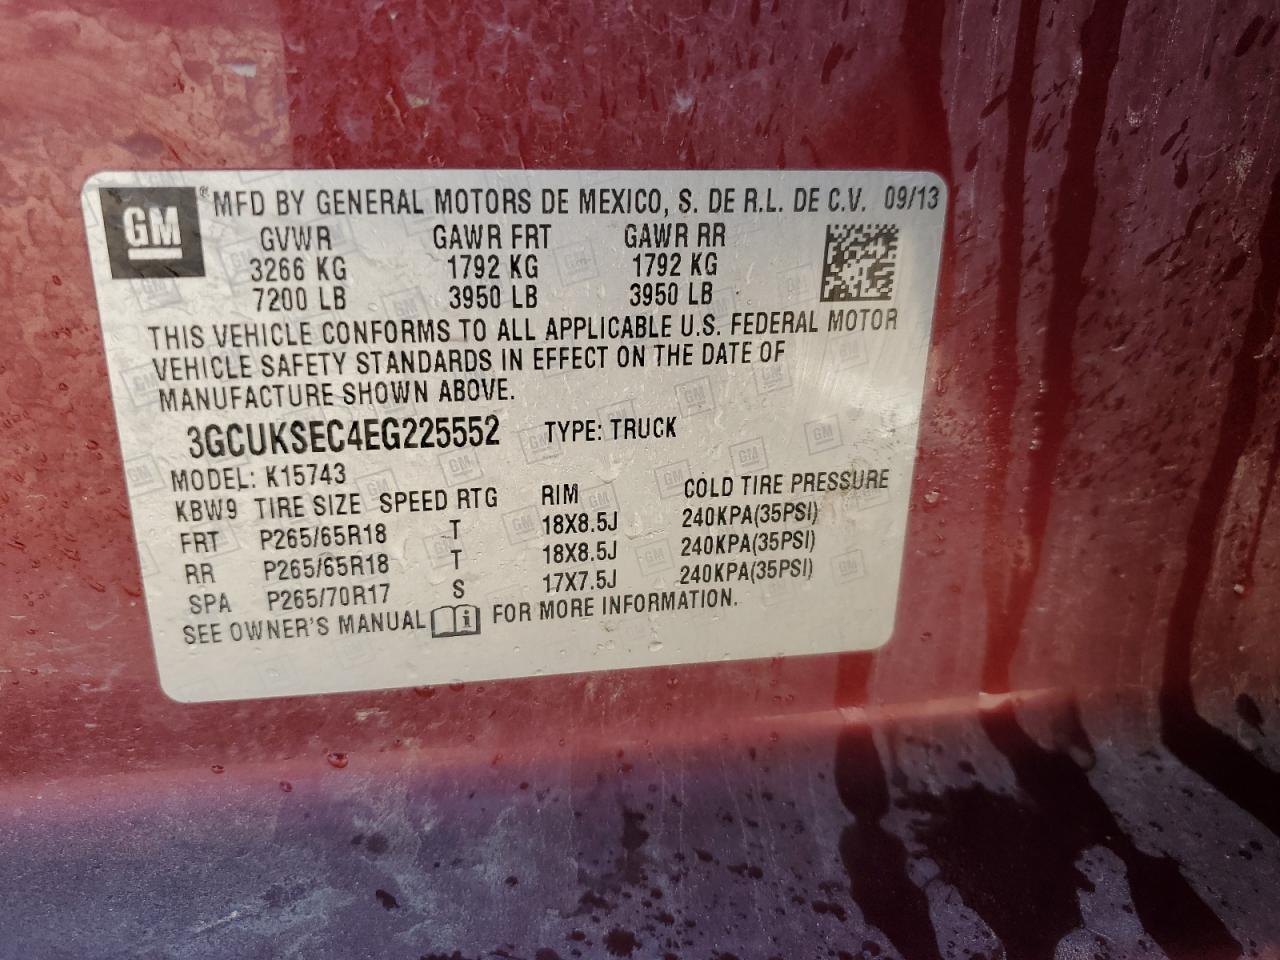 GM ® MFD BY GENERAL MOTORS DE MEXICO, S. DE R.L. DE C.V. 09/13
GVWR GAWR FRT GAWR RR
3266 KG 1792 KG 1792 KG
7200 LB 3950 LB 3950 LB
THIS VEHICLE CONFORMS TO ALL APPLICABLE U.S. FEDERAL MOTOR
VEHICLE SAFETY STANDARDS IN EFFECT ON THE DATE OF
MANUFACTURE SHOWN ABOVE.
3GCUKSEC4EG225552 TYPE: TRUCK
MODEL: K15743
KBW9 TIRE SIZE SPEED RTG RIM COLD TIRE PRESSURE
FRT P265/65R18 T 18X8.5J 240KPA(35PSI)
RR P265/65R18 T 18X8.5J 240KPA(35PSI)
SPA P265/70R17 S 17X7.5J 240KPA(35PSI)
SEE OWNER'S MANUAL i FOR MORE INFORMATION.